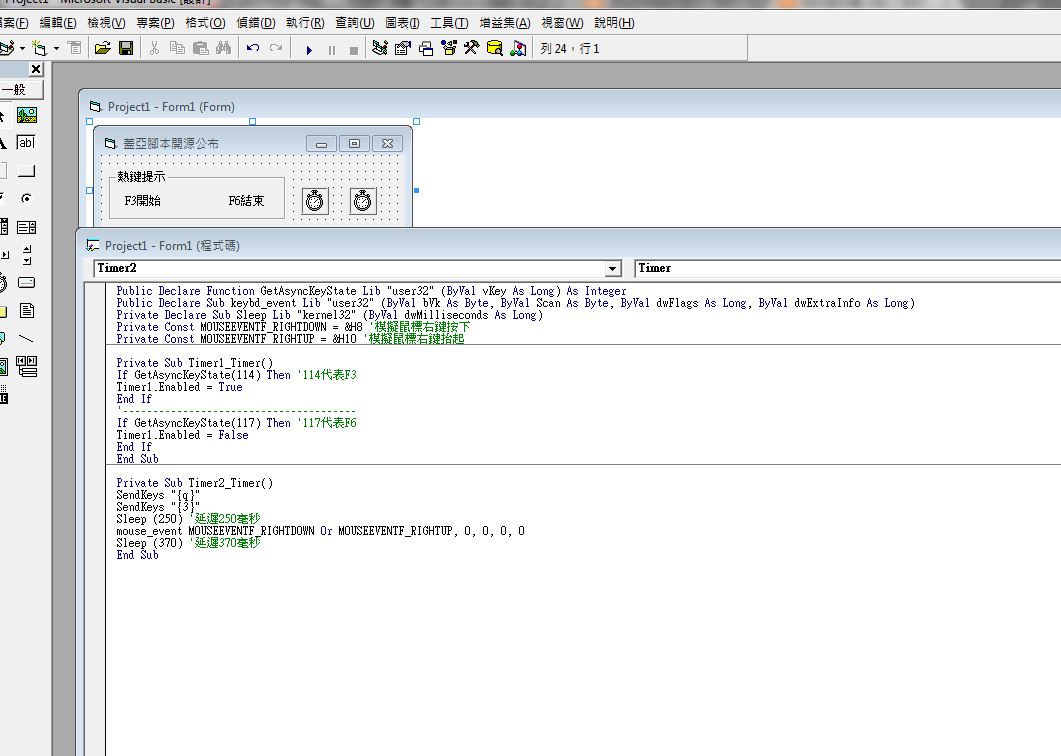 Project1 - Microsoft Visual Basic [設計]
檔案(F) 編輯(E) 檢視(V) 專案(P) 格式(O) 偵錯(D) 執行(R) 查詢(U) 圖表(I) 工具(T) 增益集(A) 視窗(W) 說明(H)
列 24，行 1
一般
Project1 - Form1 (Form)
蓋亞腳本開源公布
熱鍵提示
F3開始 F6結束
Project1 - Form1 (程式碼)
Timer2 Timer
Public Declare Function GetAsyncKeyState Lib "user32" (ByVal vKey As Long) As Integer
Public Declare Sub keybd_event Lib "user32" (ByVal bVk As Byte, ByVal Scan As Byte, ByVal dwFlags As Long, ByVal dwExtraInfo As Long)
Private Declare Sub Sleep Lib "kernel32" (ByVal dwMilliseconds As Long)
Private Const MOUSEEVENTF_RIGHTDOWN = &H8 '模擬鼠標右鍵按下
Private Const MOUSEEVENTF_RIGHTUP = &H10 '模擬鼠標右鍵抬起
Private Sub Timer1_Timer()
If GetAsyncKeyState(114) Then '114代表F3
Timer1.Enabled = True
End If
'---------------------------------------
If GetAsyncKeyState(117) Then '117代表F6
Timer1.Enabled = False
End If
End Sub
Private Sub Timer2_Timer()
SendKeys "{q}"
SendKeys "{3}"
Sleep (250) '延遲250毫秒
mouse_event MOUSEEVENTF_RIGHTDOWN Or MOUSEEVENTF_RIGHTUP, 0, 0, 0, 0
Sleep (370) '延遲370毫秒
End Sub